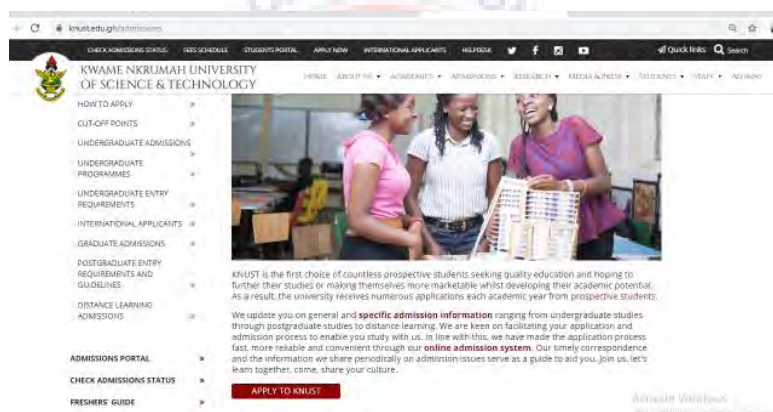 knust.edu.gh/admissions
CHECK ADMISSIONS STATUS FEES SCHEDULE STUDENTS PORTAL APPLY NOW INTERNATIONAL APPLICANTS HELPDESK Quick links Search
KWAME NKRUMAH UNIVERSITY
OF SCIENCE & TECHNOLOGY
HOME ABOUT US ACADEMICS ADMISSIONS RESEARCH MEDIA & PRESS STUDENTS STAFF ALUMNI
HOW TO APPLY »
CUT-OFF POINTS »
UNDERGRADUATE ADMISSIONS
»
UNDERGRADUATE
PROGRAMMES »
UNDERGRADUATE ENTRY
REQUIREMENTS »
INTERNATIONAL APPLICANTS »
GRADUATE ADMISSIONS »
POSTGRADUATE ENTRY
REQUIREMENTS AND
GUIDELINES »
DISTANCE LEARNING
ADMISSIONS »
ADMISSIONS PORTAL »
CHECK ADMISSIONS STATUS »
FRESHERS' GUIDE »
KNUST is the first choice of countless prospective students seeking quality education and hoping to
further their studies or making themselves more marketable whilst developing their academic potential.
As a result, the university receives numerous applications each academic year from prospective students.
We update you on general and specific admission information ranging from undergraduate studies
through postgraduate studies to distance learning. We are keen on facilitating your application and
admission process to enable you study with us. In line with this, we have made the application process
fast, more reliable and convenient through our online admission system. Our timely correspondence
and the information we share periodically on admission issues serve as a guide to aid you. Join us, let's
learn together, come, share your culture.
APPLY TO KNUST
Activate Windows